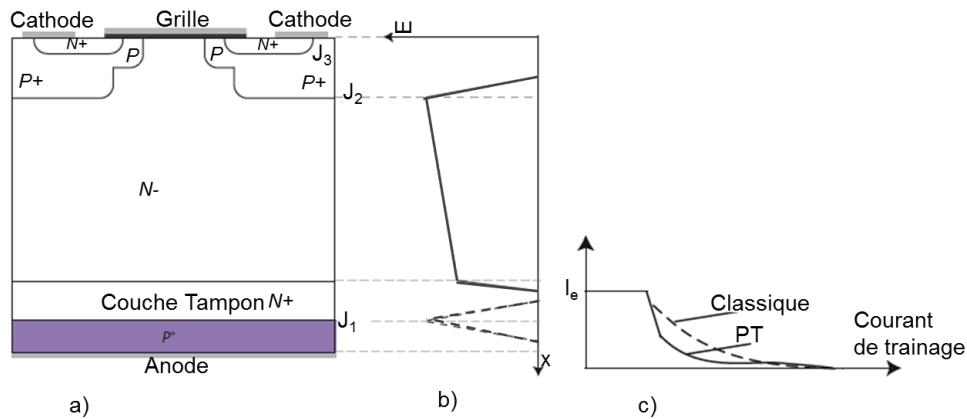 Cathode Grille Cathode
N+ P P N+ J3
P+ P+
J2
N-
Couche Tampon N+
J1
P+
Anode
a)
E
x
b)
Ie
Classique
PT
Courant
de trainage
c)